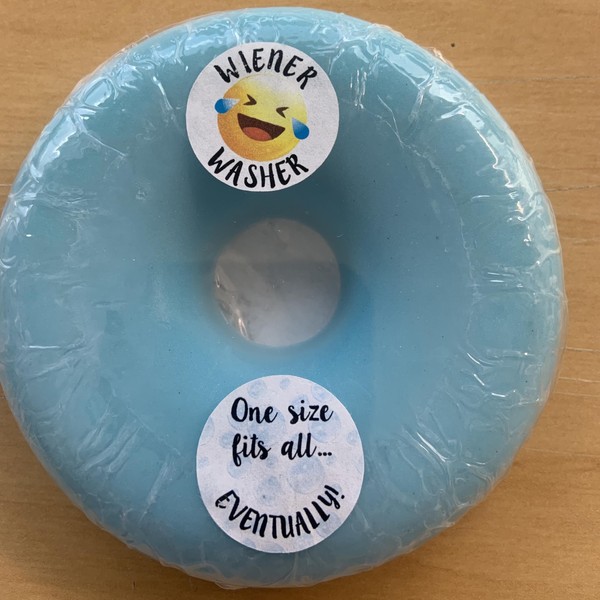 WIENER
WASHER
One size
fits all...
EVENTUALLY!